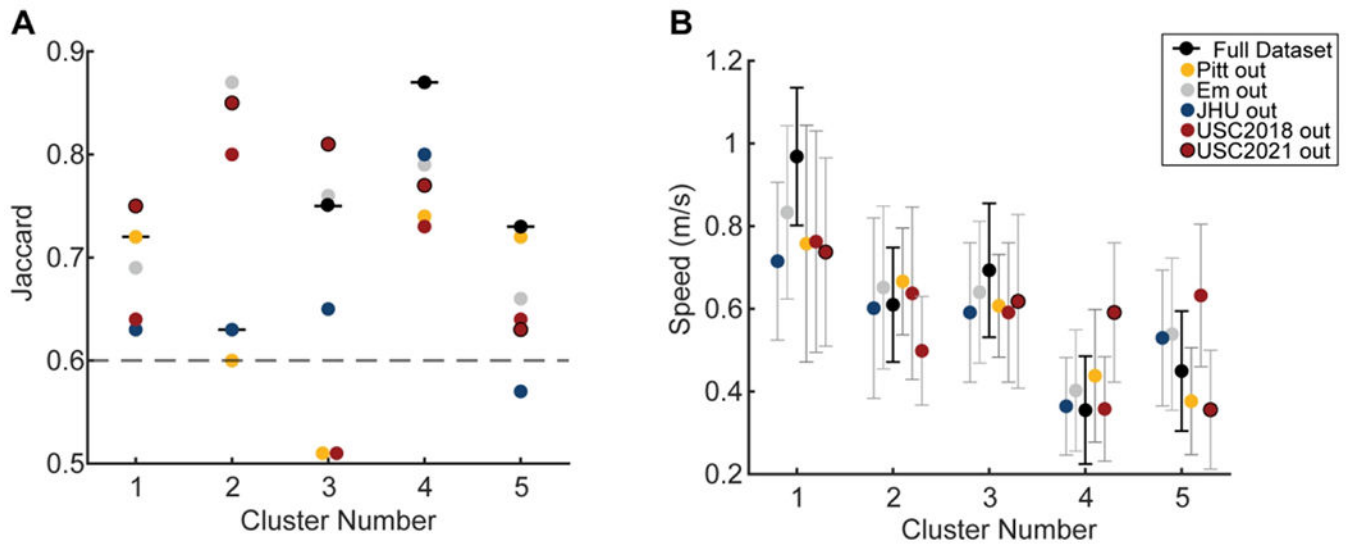 A
0.9
0.8
0.7
0.6
0.5
Jaccard
1 2 3 4 5
Cluster Number
B
1.2
1
0.8
0.6
0.4
0.2
Speed (m/s)
1 2 3 4 5
Cluster Number
Full Dataset
Pitt out
Em out
JHU out
USC2018 out
USC2021 out